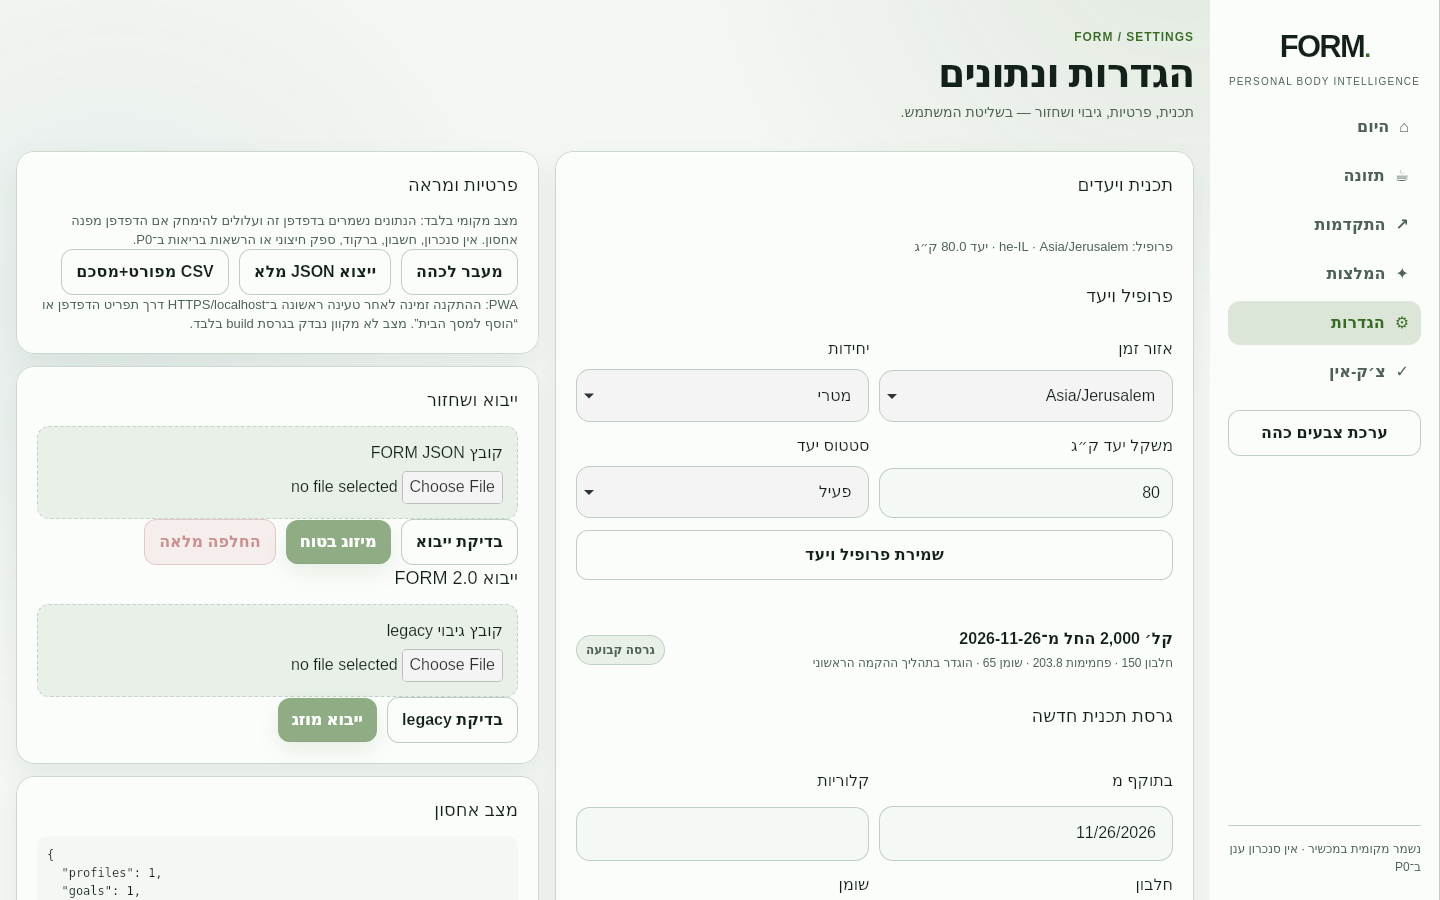 FORM.
PERSONAL BODY INTELLIGENCE
⌂ היום
☕ תזונה
↗ התקדמות
✦ המלצות
⚙ הגדרות
✓ צ׳ק-אין
ערכת צבעים כהה
נשמר מקומית במכשיר · אין סנכרון ענן
ב־P0
FORM / SETTINGS
הגדרות ונתונים
תכנית, פרטיות, גיבוי ושחזור — בשליטת המשתמש.
תכנית ויעדים
פרופיל: he-IL · Asia/Jerusalem · יעד 80.0 ק״ג
פרופיל ויעד
אזור זמן
יחידות
Asia/Jerusalem
מטרי
משקל יעד ק״ג
סטטוס יעד
80
פעיל
שמירת פרופיל ויעד
קל׳ 2,000 החל מ־2026-11-26
חלבון 150 · פחמימות 203.8 · שומן 65 · הוגדר בתהליך ההקמה הראשוני
גרסה קבועה
גרסת תכנית חדשה
בתוקף מ
קלוריות
11/26/2026
חלבון
שומן
פרטיות ומראה
מצב מקומי בלבד: הנתונים נשמרים בדפדפן זה ועלולים להימחק אם הדפדפן מפנה
אחסון. אין סנכרון, חשבון, ברקוד, ספק חיצוני או הרשאות בריאות ב־P0.
מעבר לכהה
ייצוא JSON מלא
CSV מפורט+מסכם
PWA: ההתקנה זמינה לאחר טעינה ראשונה ב־HTTPS/localhost דרך תפריט הדפדפן או
“הוסף למסך הבית”. מצב לא מקוון נבדק בגרסת build בלבד.
ייבוא ושחזור
קובץ FORM JSON
Choose File no file selected
בדיקת ייבוא
מיזוג בטוח
החלפה מלאה
ייבוא FORM 2.0
קובץ גיבוי legacy
Choose File no file selected
בדיקת legacy
ייבוא מוזג
מצב אחסון
{
"profiles": 1,
"goals": 1,